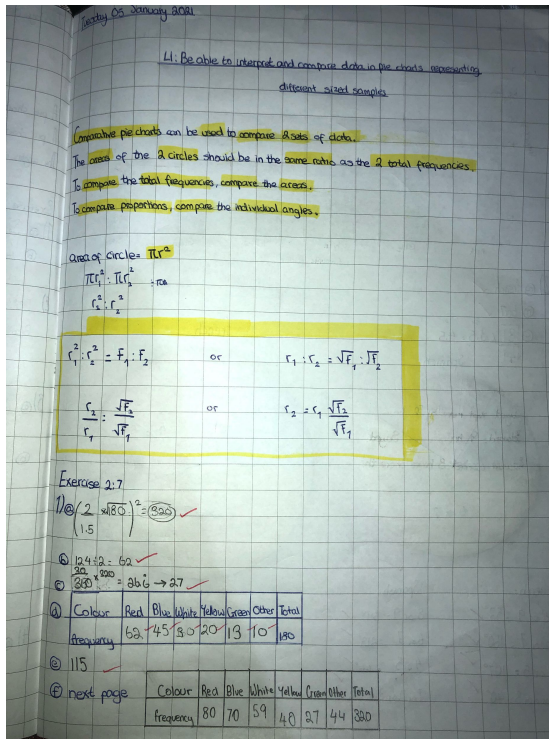 Tuesday 05 January 2021
LI: Be able to interpret and compare data in pie charts representing
different sized samples
Comparative pie charts can be used to compare 2 sets of data.
The areas of the 2 circles should be in the same ratio as the 2 total frequencies.
To compare the total frequencies, compare the areas.
To compare proportions, compare the individual angles.
area of circle = πr²
πr₁² : πr₂²
r₁² : r₂²
r₁² : r₂² = f₁ : f₂ or r₁ : r₂ = √f₁ : √f₂
r₂/r₁ = √f₂/√f₁ or r₂ = r₁ √f₂/√f₁
Exercise 2:7
1) a (2/1.5 × √180)² = 320
b 124 ÷ 2 = 62
c 30/360 × 320 = 26.6 → 27
d Colour Red Blue White Yellow Green Other Total
frequency 62 45 30 20 13 10 180
e 115
f next page Colour Red Blue White Yellow Green Other Total
frequency 80 70 59 40 27 44 320